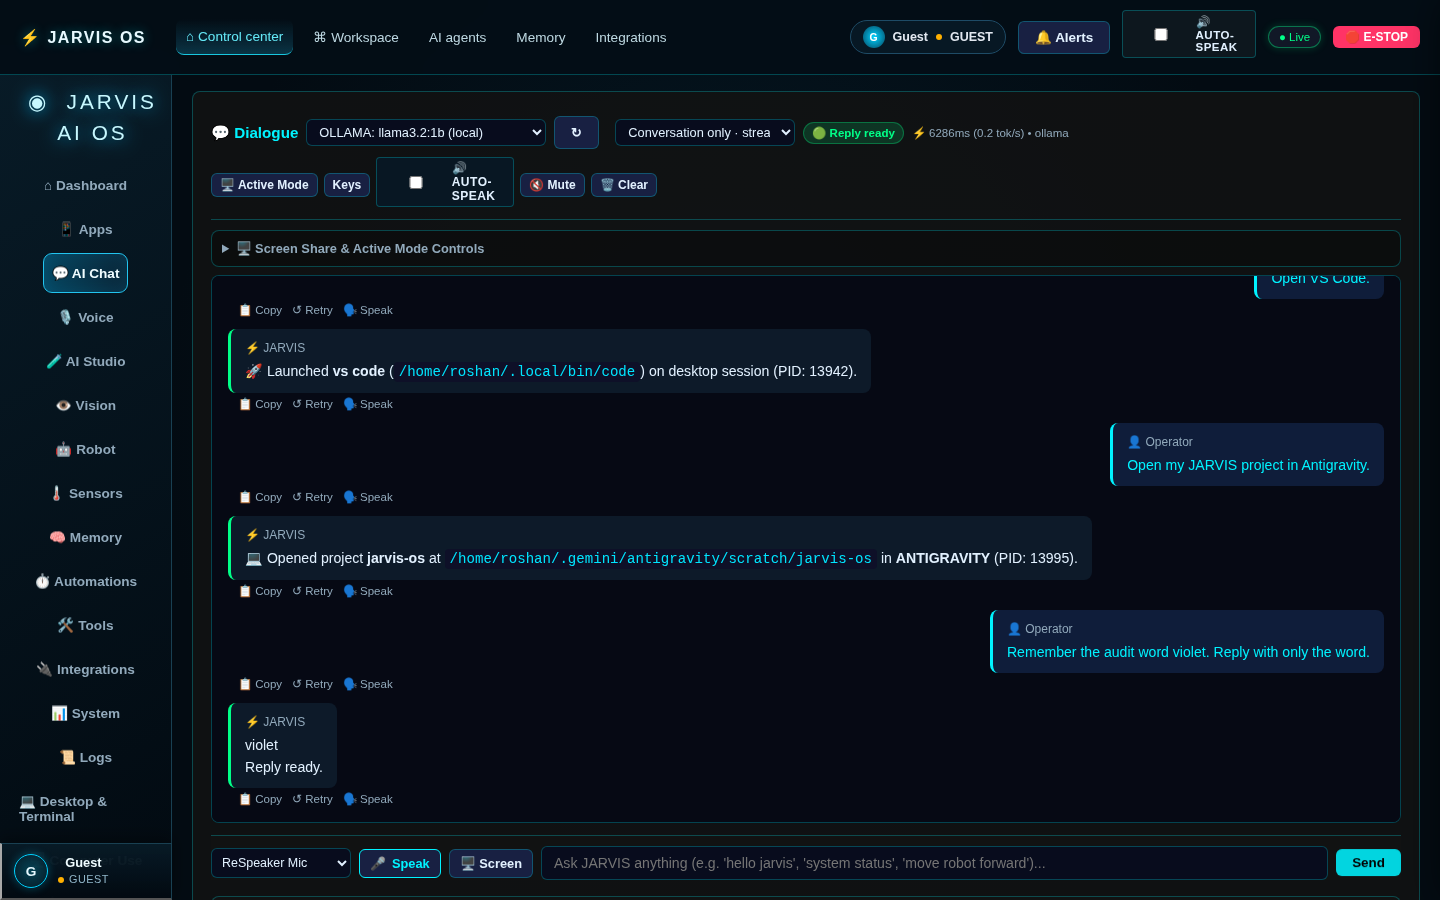 ⚡ JARVIS OS
⌂ Control center
⌘ Workspace
AI agents
Memory
Integrations
G Guest ● GUEST
🔔 Alerts
🔊 AUTO-
SPEAK
● Live
🛑 E-STOP
◉ JARVIS
AI OS
⌂ Dashboard
📱 Apps
💬 AI Chat
🎙️ Voice
🧪 AI Studio
👁️ Vision
🤖 Robot
🌡️ Sensors
🧠 Memory
⏱️ Automations
🛠️ Tools
🔌 Integrations
📊 System
📜 Logs
💻 Desktop &
Terminal
G Guest
● GUEST
💬 Dialogue
OLLAMA: llama3.2:1b (local)
↻
Conversation only · strea
🟢 Reply ready
⚡ 6286ms (0.2 tok/s) • ollama
🖥️ Active Mode
Keys
🔊
AUTO-
SPEAK
🔇 Mute
🗑️ Clear
▶ 🖥️ Screen Share & Active Mode Controls
Open VS Code.
📋 Copy ↺ Retry 🗣️ Speak
⚡ JARVIS
🚀 Launched vs code ( /home/roshan/.local/bin/code ) on desktop session (PID: 13942).
📋 Copy ↺ Retry 🗣️ Speak
👤 Operator
Open my JARVIS project in Antigravity.
📋 Copy ↺ Retry 🗣️ Speak
⚡ JARVIS
💻 Opened project jarvis-os at /home/roshan/.gemini/antigravity/scratch/jarvis-os in ANTIGRAVITY (PID: 13995).
📋 Copy ↺ Retry 🗣️ Speak
👤 Operator
Remember the audit word violet. Reply with only the word.
📋 Copy ↺ Retry 🗣️ Speak
⚡ JARVIS
violet
Reply ready.
📋 Copy ↺ Retry 🗣️ Speak
ReSpeaker Mic
🎤 Speak
🖥️ Screen
Ask JARVIS anything (e.g. 'hello jarvis', 'system status', 'move robot forward')...
Send